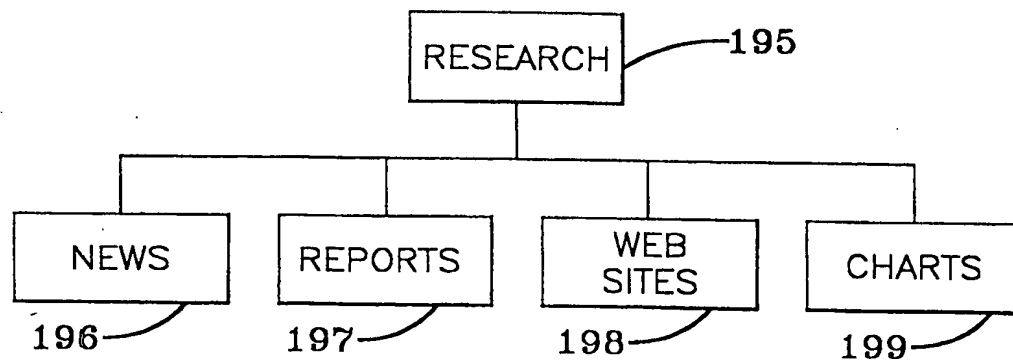 RESEARCH
195
NEWS
REPORTS
WEB
SITES
CHARTS
196
197
198
199